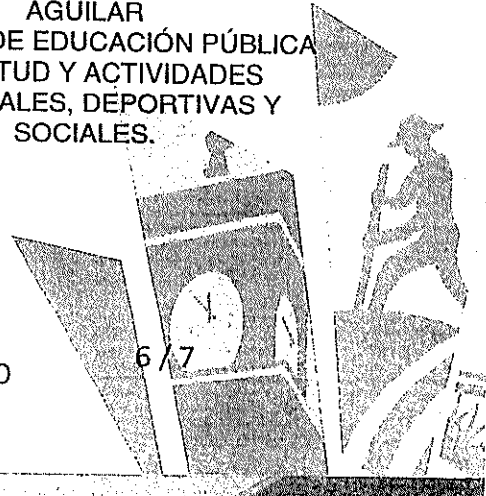 AGUILAR
DE EDUCACIÓN PÚBLICA
TUD Y ACTIVIDADES
ALES, DEPORTIVAS Y
SOCIALES.
6/7